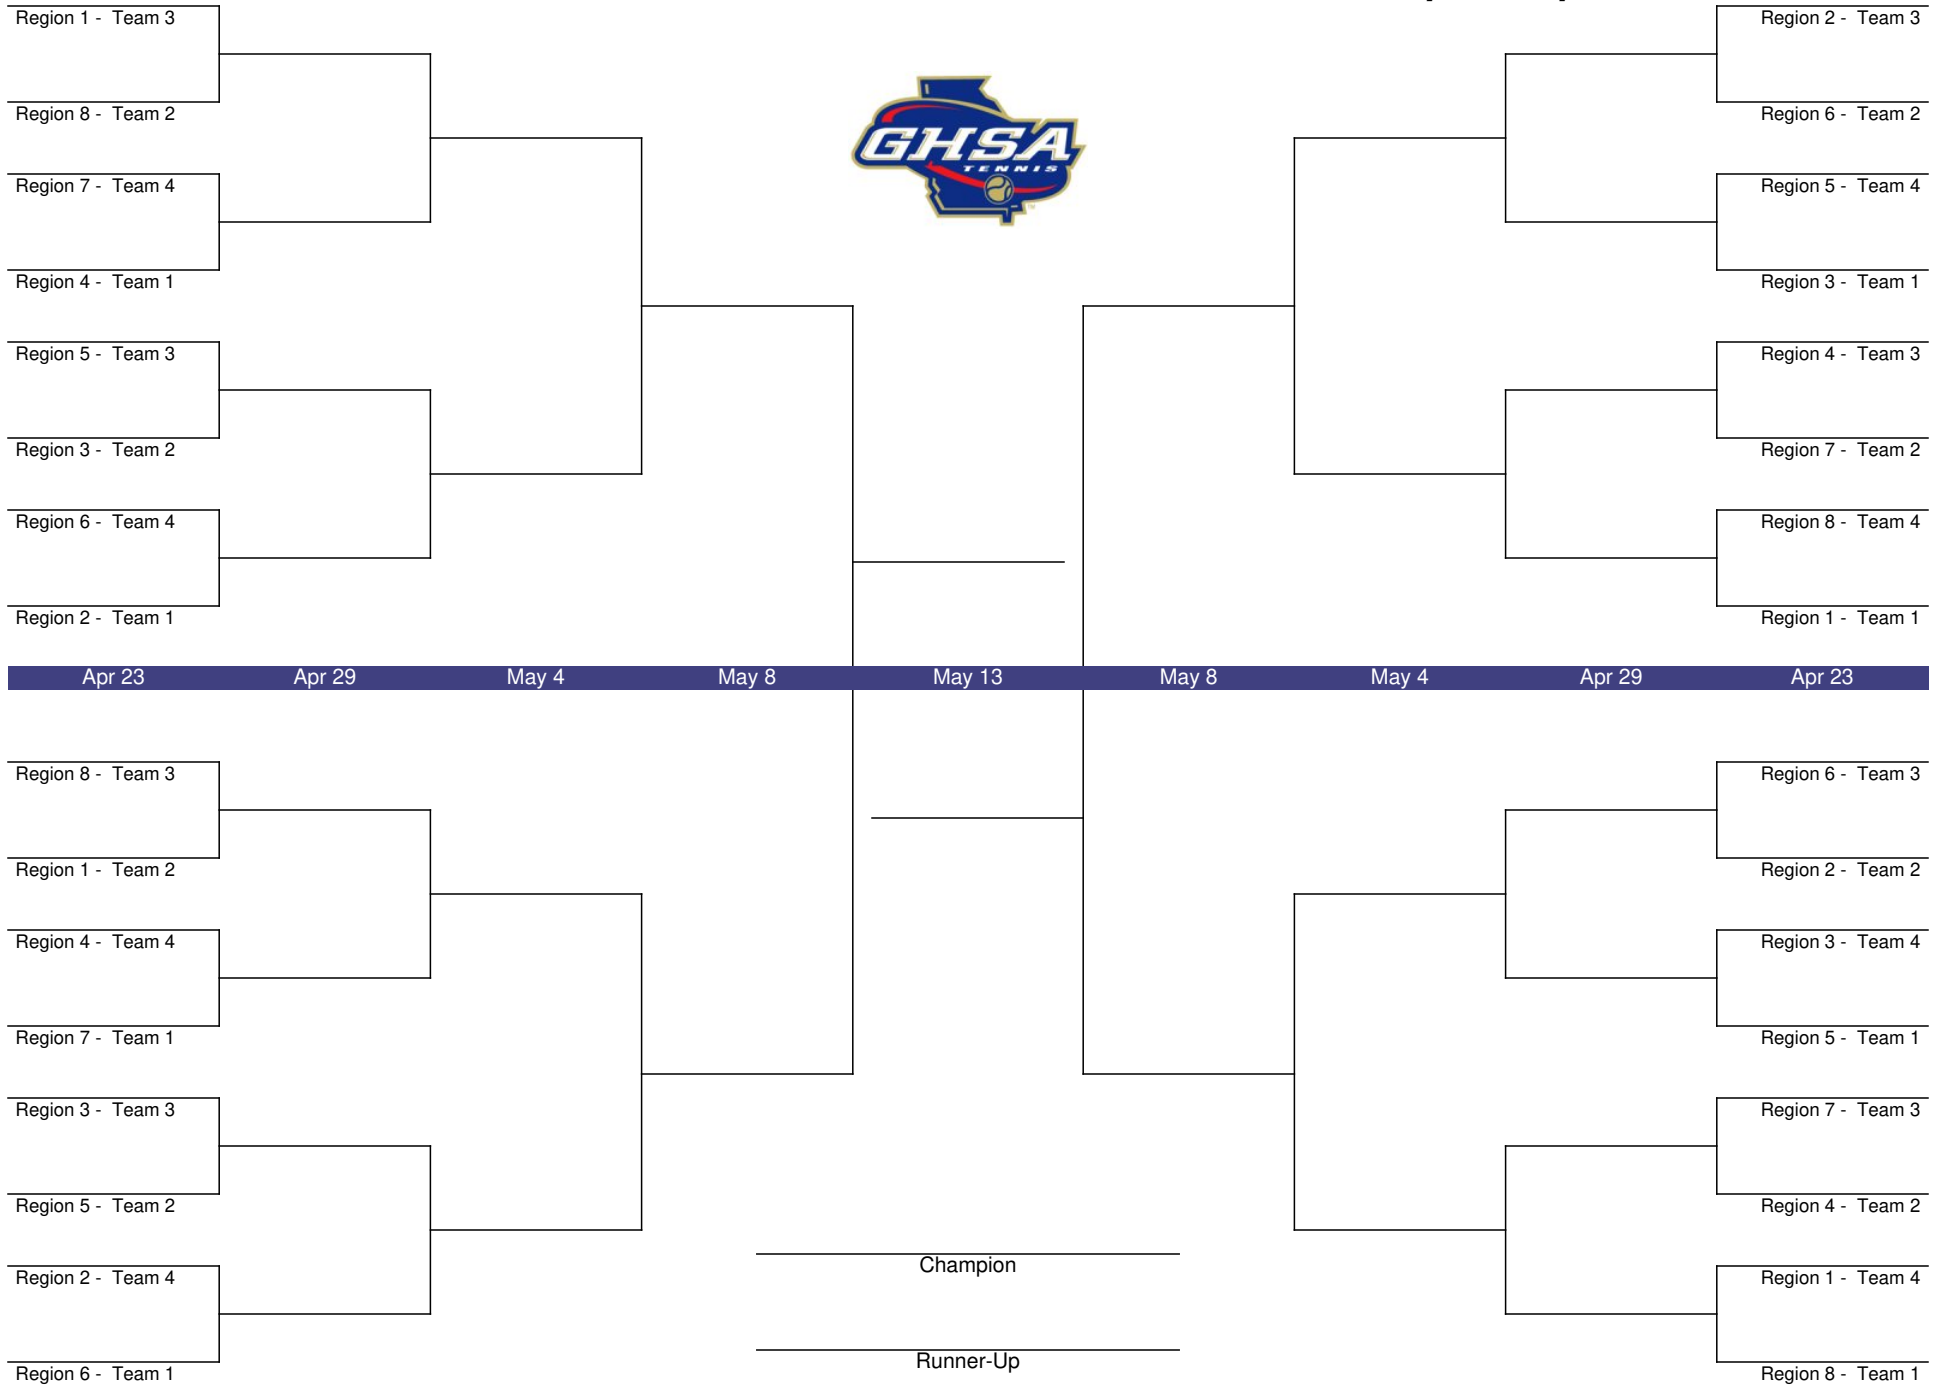 Region 1 - Team 3
Region 8 - Team 2
Region 7 - Team 4
Region 4 - Team 1
Region 5 - Team 3
Region 3 - Team 2
Region 6 - Team 4
Region 2 - Team 1
GHSA
TENNIS
Region 2 - Team 3
Region 6 - Team 2
Region 5 - Team 4
Region 3 - Team 1
Region 4 - Team 3
Region 7 - Team 2
Region 8 - Team 4
Region 1 - Team 1
Apr 23 Apr 29 May 4 May 8 May 13 May 8 May 4 Apr 29 Apr 23
Region 8 - Team 3
Region 1 - Team 2
Region 4 - Team 4
Region 7 - Team 1
Region 3 - Team 3
Region 5 - Team 2
Region 2 - Team 4
Region 6 - Team 1
Champion
Runner-Up
Region 6 - Team 3
Region 2 - Team 2
Region 3 - Team 4
Region 5 - Team 1
Region 7 - Team 3
Region 4 - Team 2
Region 1 - Team 4
Region 8 - Team 1